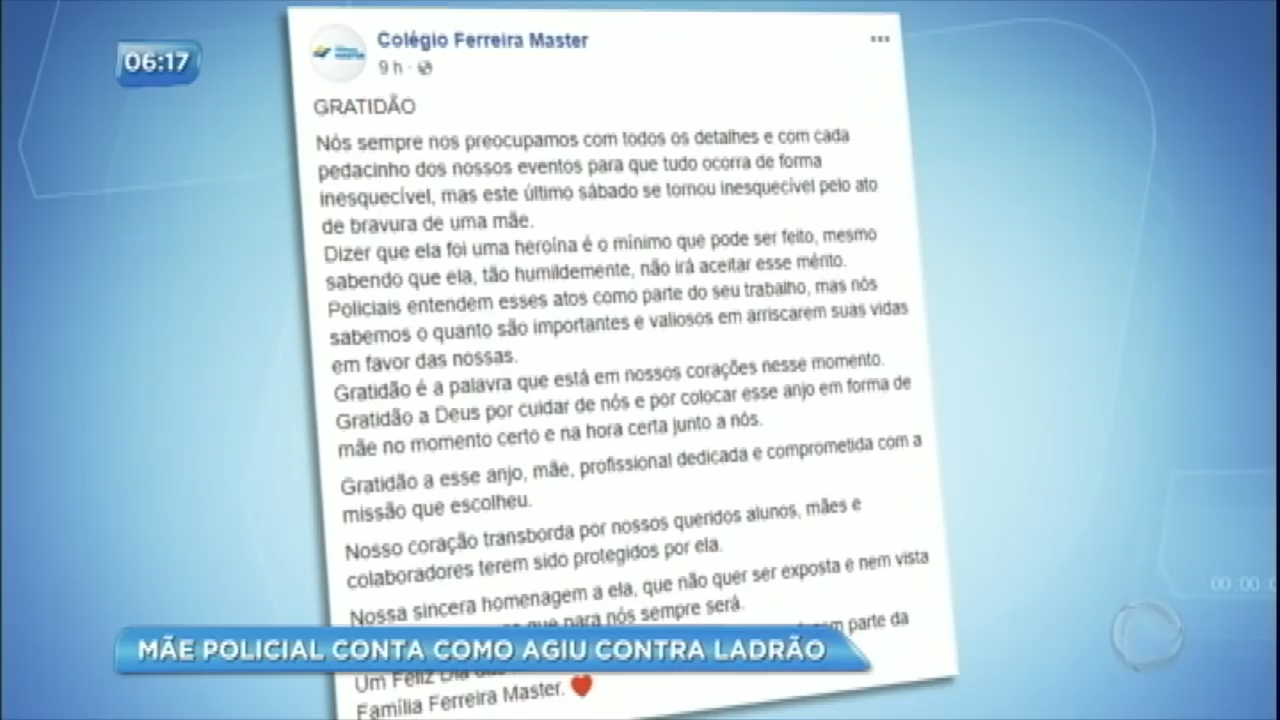 06:17
Colégio Ferreira Master
9 h
GRATIDÃO
Nós sempre nos preocupamos com todos os detalhes e com cada
pedacinho dos nossos eventos para que tudo ocorra de forma
inesquecível, mas este último sábado se tornou inesquecível pelo ato
de bravura de uma mãe.
Dizer que ela foi uma heroína é o mínimo que pode ser feito, mesmo
sabendo que ela, tão humildemente, não irá aceitar esse mérito.
Policiais entendem esses atos como parte do seu trabalho, mas nós
sabemos o quanto são importantes e valiosos em arriscarem suas vidas
em favor das nossas.
Gratidão é a palavra que está em nossos corações nesse momento.
Gratidão a Deus por cuidar de nós e por colocar esse anjo em forma de
mãe no momento certo e na hora certa junto a nós.
Gratidão a esse anjo, mãe, profissional dedicada e comprometida com a
missão que escolheu.
Nosso coração transborda por nossos queridos alunos, mães e
colaboradores terem sido protegidos por ela.
Nossa sincera homenagem a ela, que não quer ser exposta e nem vista
que para nós sempre será.
parte da
MÃE POLICIAL CONTA COMO AGIU CONTRA LADRÃO
Um Feliz Dia
Família Ferreira Master.
00:00